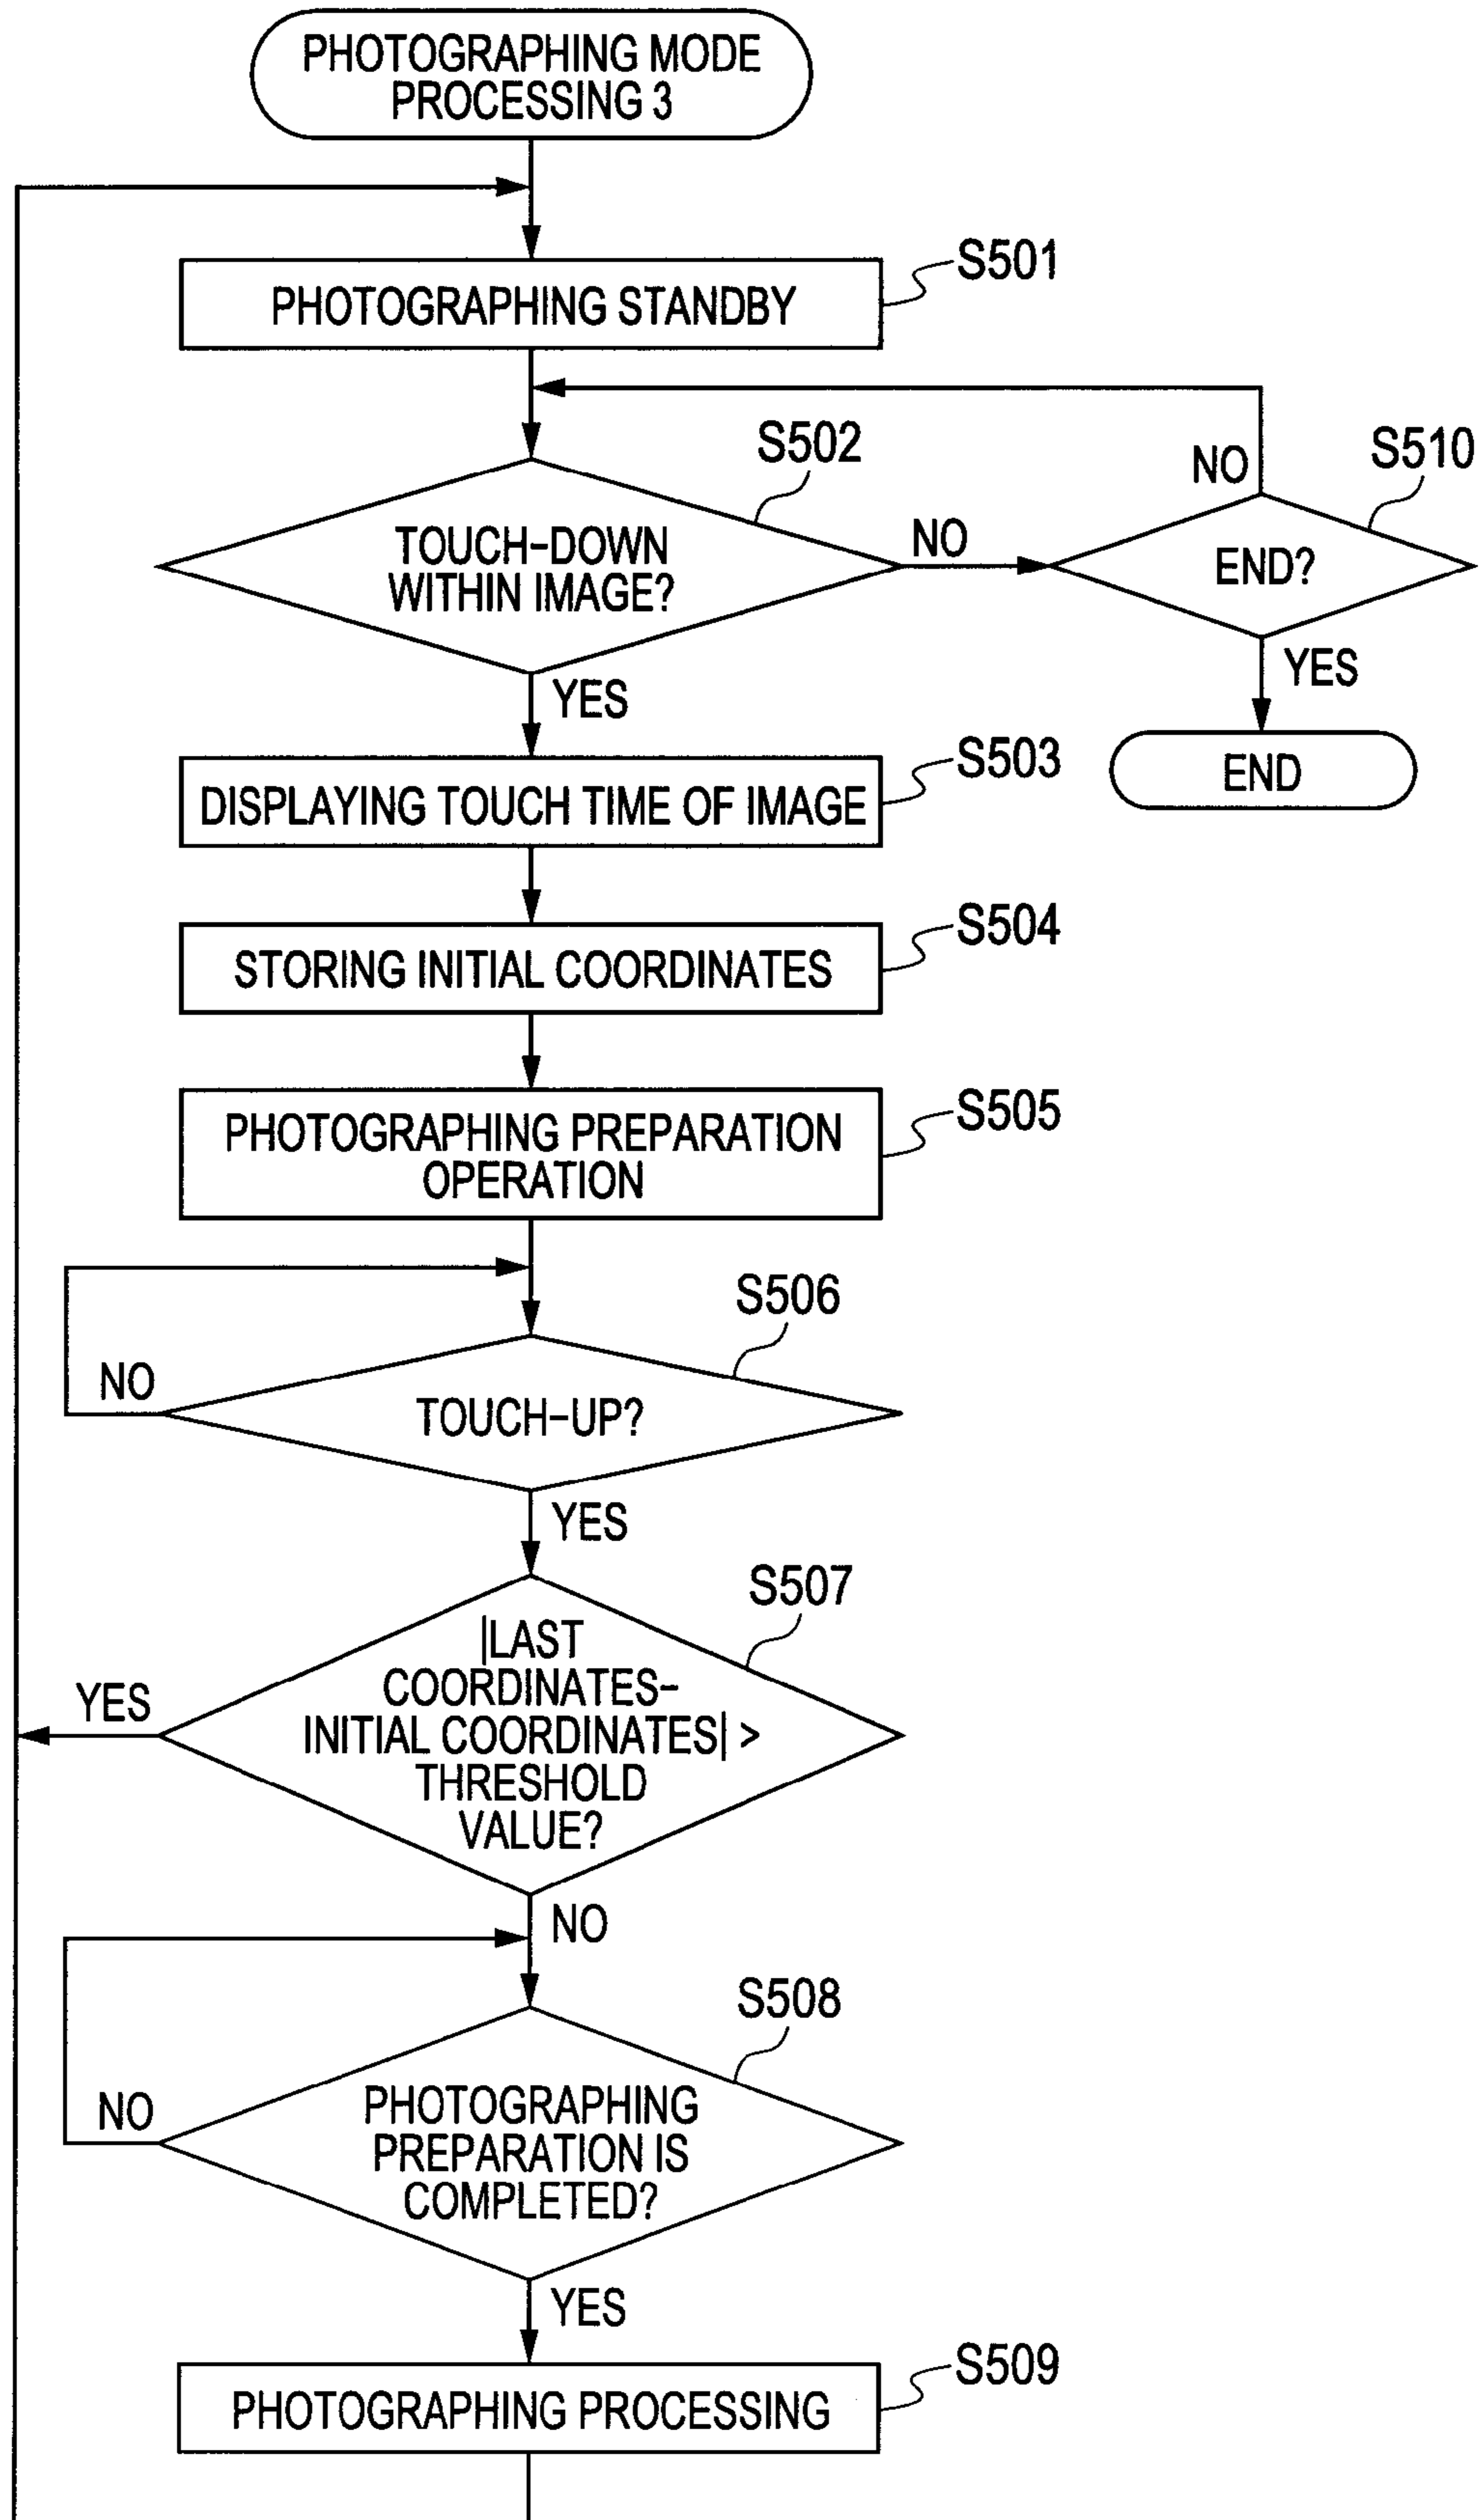 PHOTOGRAPHING MODE
PROCESSING 3
S501
PHOTOGRAPHING STANDBY
S502
NO
S510
TOUCH-DOWN
WITHIN IMAGE?
NO
END?
YES
YES
S503
DISPLAYING TOUCH TIME OF IMAGE
END
S504
STORING INITIAL COORDINATES
S505
PHOTOGRAPHING PREPARATION
OPERATION
S506
NO
TOUCH-UP?
YES
S507
|LAST
COORDINATES-
INITIAL COORDINATES| >
THRESHOLD
VALUE?
YES
NO
S508
NO
PHOTOGRAPHING
PREPARATION IS
COMPLETED?
YES
S509
PHOTOGRAPHING PROCESSING